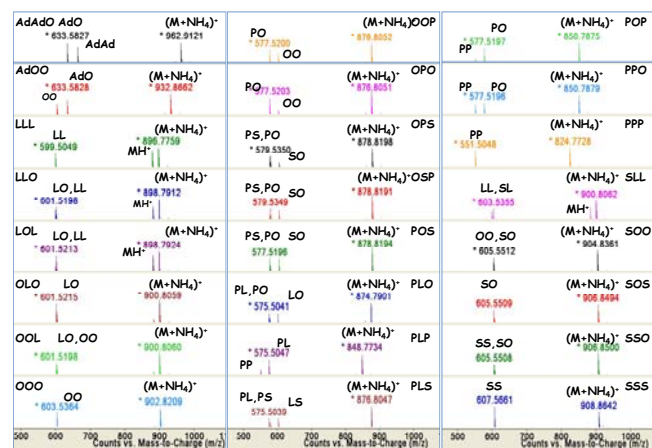 AdAdO AdO (M+NH₄)⁺
* 633.5827 * 962.9121
AdAd
AdOO AdO (M+NH₄)⁺
* 633.5828 * 932.8662
OO
LLL LL (M+NH₄)⁺
* 599.5049 * 896.7759
MH⁺
LLO LO,LL (M+NH₄)⁺
* 601.5198 * 898.7912
MH⁺
LOL LO,LL (M+NH₄)⁺
* 601.5213 * 898.7924
MH⁺
OLO LO (M+NH₄)⁺
* 601.5215 * 900.8059
OOL LO,OO (M+NH₄)⁺
* 601.5198 * 900.8060
OOO OO (M+NH₄)⁺
* 603.5364 * 902.8209
500 600 700 800 900 1000
Counts vs. Mass-to-Charge (m/z)
PO (M+NH₄)⁺ OOP
* 577.5200 * 876.8052
OO
PO (M+NH₄)⁺ OPO
* 577.5203 * 876.8051
OO
PS,PO (M+NH₄)⁺ OPS
* 579.5350 * 878.8198
SO
PS,PO SO (M+NH₄)⁺ OSP
* 579.5349 * 878.8191
PS,PO SO (M+NH₄)⁺ POS
* 577.5196 * 878.8194
PL,PO LO (M+NH₄)⁺ PLO
* 575.5041 * 874.7901
PL (M+NH₄)⁺ PLP
* 575.5047 * 848.7734
PP
PL,PS LS (M+NH₄)⁺ PLS
* 575.5039 * 876.8047
500 600 700 800 900 1000
Counts vs. Mass-to-Charge (m/z)
PO (M+NH₄)⁺ POP
* 577.5197 * 850.7875
PP
PP PO (M+NH₄)⁺ PPO
* 577.5196 * 850.7879
PP (M+NH₄)⁺ PPP
* 551.5048 * 824.7728
LL, SL (M+NH₄)⁺ SLL
* 603.5355 * 900.8062
MH⁺
OO,SO (M+NH₄)⁺ SOO
* 605.5512 * 904.8361
SO (M+NH₄)⁺ SOS
605.5509 * 906.8494
SS,SO (M+NH₄)⁺ SSO
605.5508 * 906.8500
SS (M+NH₄)⁺ SSS
607.5661 908.8642
500 600 700 800 900 1000
Counts vs. Mass-to-Charge (m/z)